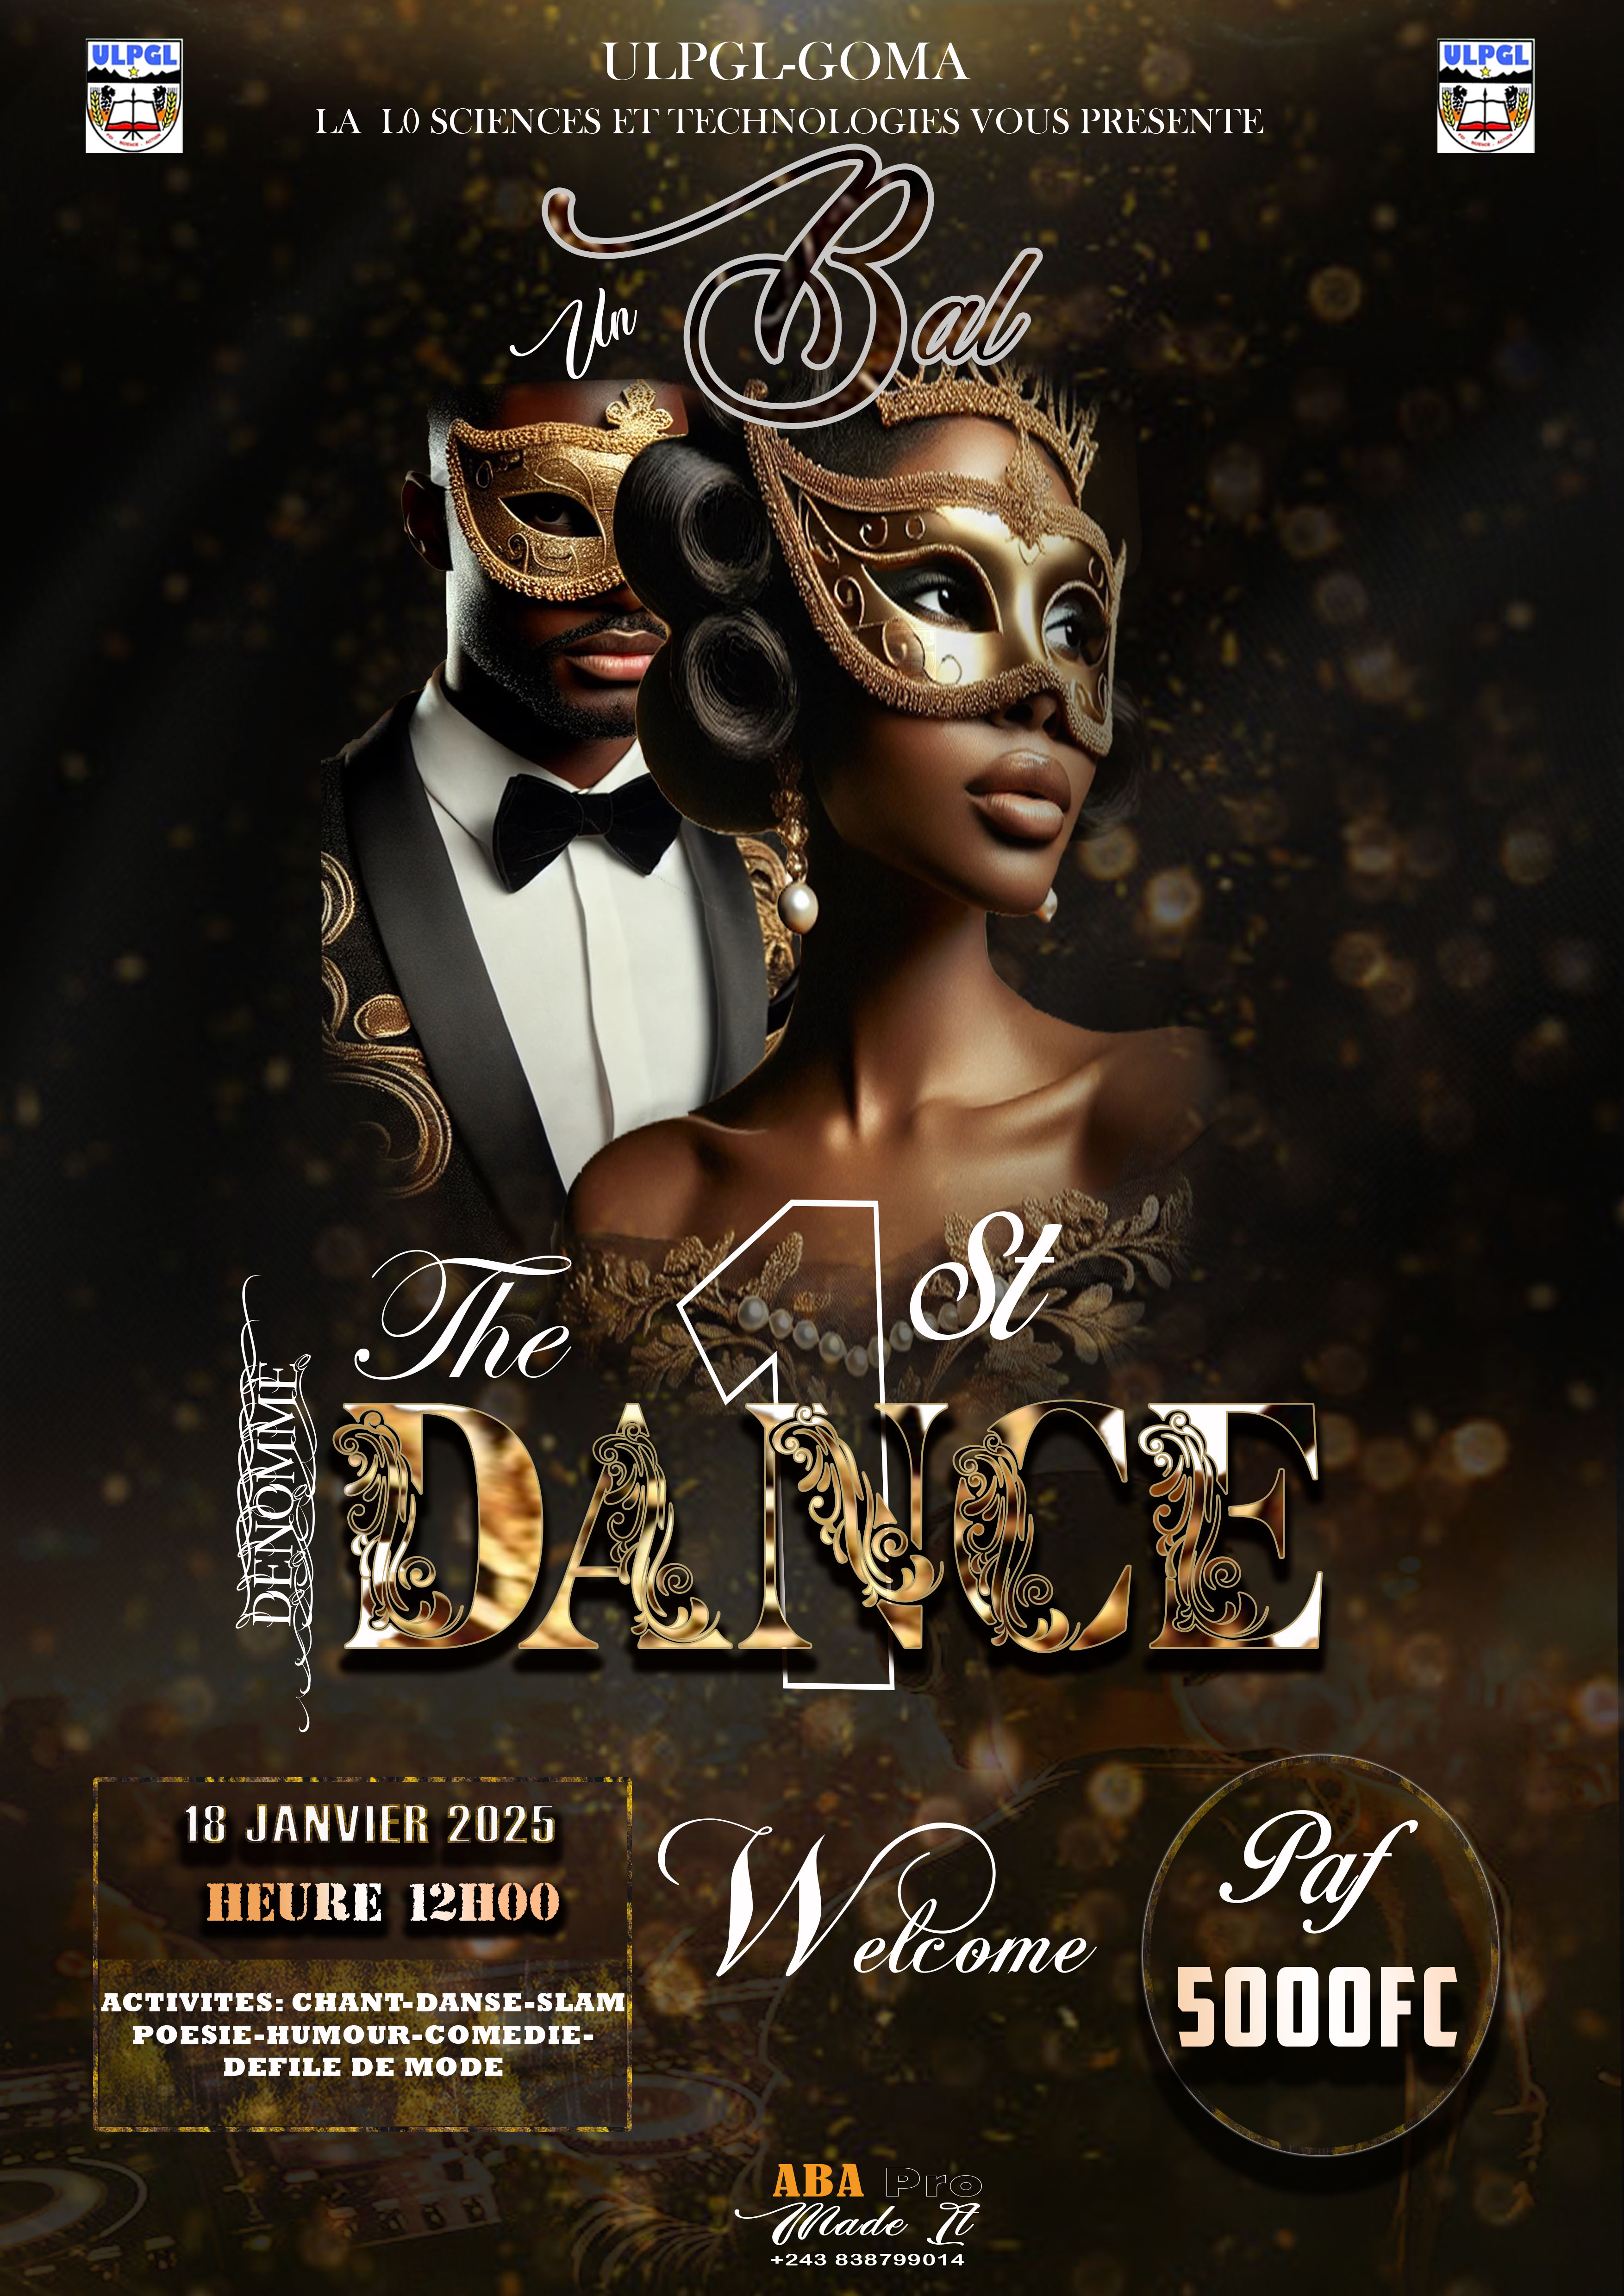 ULPGL
ULPGL-GOMA
ULPGL
LA L0 SCIENCES ET TECHNOLOGIES VOUS PRESENTE
Un Bal
The 1St
DENOMME
DANCE
18 JANVIER 2025
HEURE 12H00
ACTIVITES: CHANT-DANSE-SLAM
POESIE-HUMOUR-COMEDIE-
DEFILE DE MODE
Welcome
Paf
5000FC
ABA Pro
Made It
+243 838799014